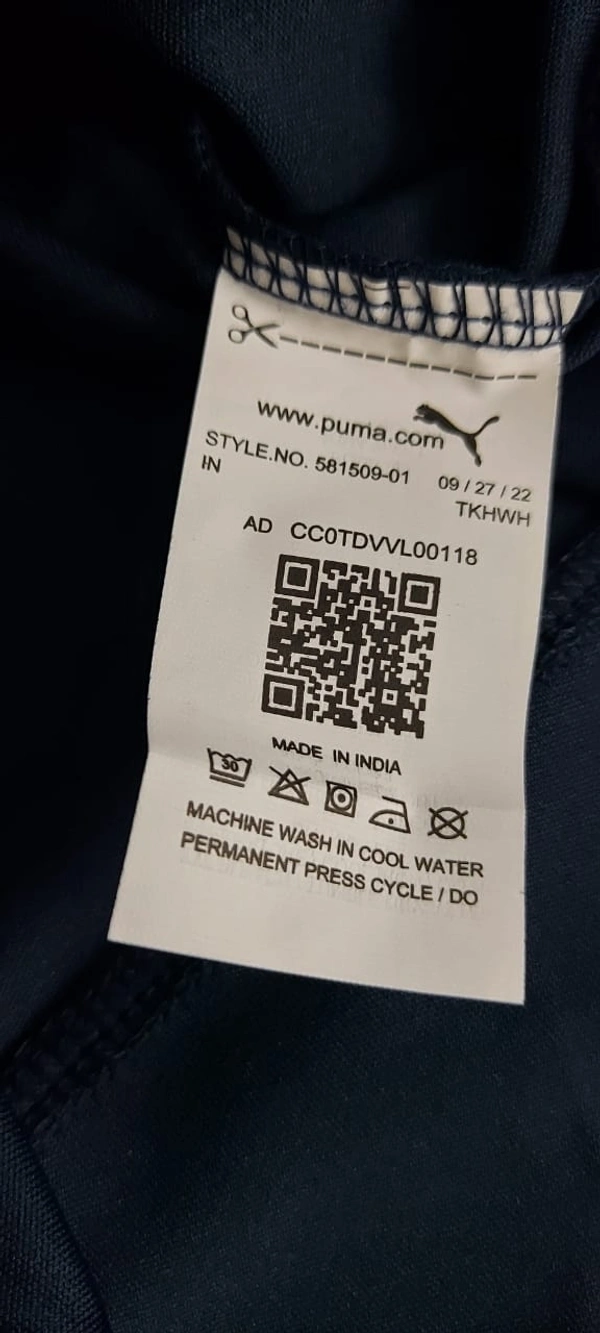 www.puma.com
STYLE.NO. 581509-01 09 / 27 / 22
IN TKHWH
AD CC0TDVVL00118
MADE IN INDIA
30
MACHINE WASH IN COOL WATER
PERMANENT PRESS CYCLE / DO